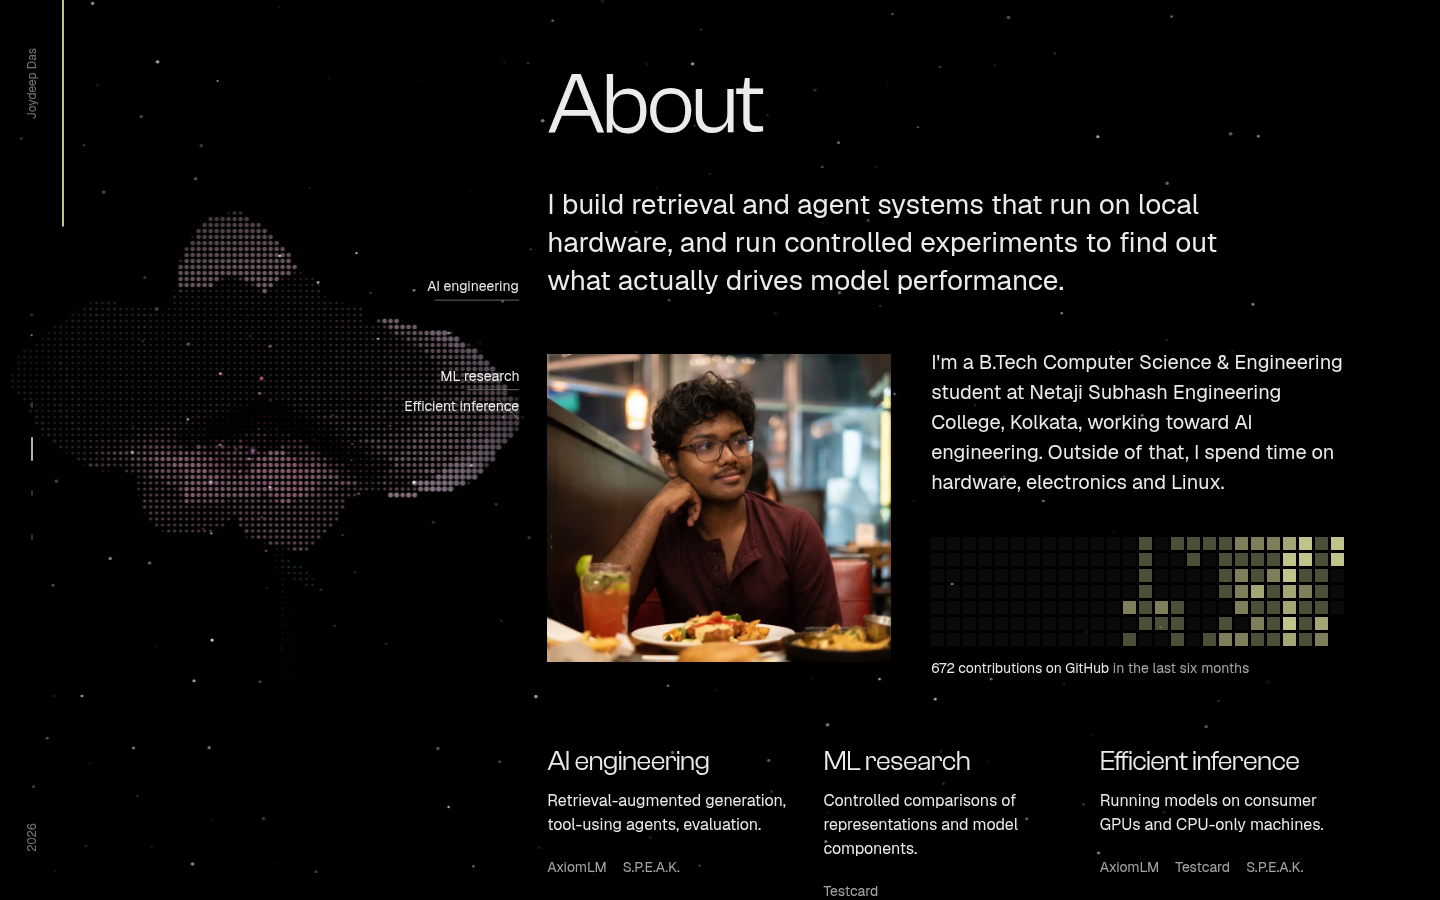 Joydeep Das
About
I build retrieval and agent systems that run on local
hardware, and run controlled experiments to find out
what actually drives model performance.
AI engineering
ML research
Efficient inference
I'm a B.Tech Computer Science & Engineering
student at Netaji Subhash Engineering
College, Kolkata, working toward AI
engineering. Outside of that, I spend time on
hardware, electronics and Linux.
672 contributions on GitHub in the last six months
AI engineering
Retrieval-augmented generation,
tool-using agents, evaluation.
AxiomLM S.P.E.A.K.
ML research
Controlled comparisons of
representations and model
components.
Testcard
Efficient inference
Running models on consumer
GPUs and CPU-only machines.
AxiomLM Testcard S.P.E.A.K.
2026